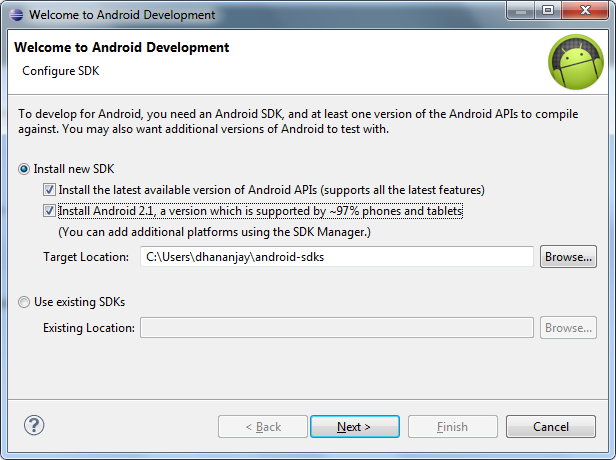 Welcome to Android Development
Welcome to Android Development
Configure SDK
To develop for Android, you need an Android SDK, and at least one version of the Android APIs to compile
against. You may also want additional versions of Android to test with.
Install new SDK
Install the latest available version of Android APIs (supports all the latest features)
Install Android 2.1, a version which is supported by ~97% phones and tablets
(You can add additional platforms using the SDK Manager.)
Target Location: C:\Users\dhananjay\android-sdks Browse...
Use existing SDKs
Existing Location: Browse...
? < Back Next > Finish Cancel